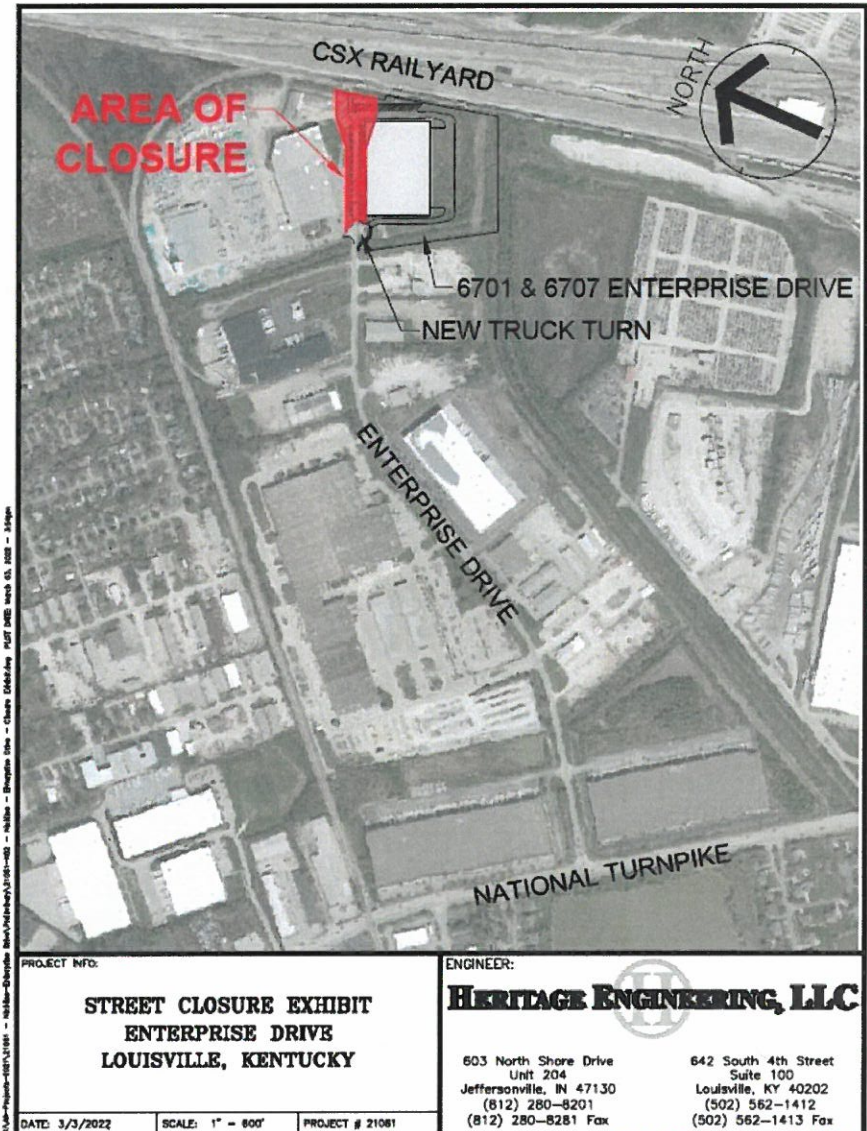 CSX RAILYARD
NORTH
AREA OF
CLOSURE
6701 & 6707 ENTERPRISE DRIVE
NEW TRUCK TURN
ENTERPRISE DRIVE
NATIONAL TURNPIKE
PROJECT INFO:
STREET CLOSURE EXHIBIT
ENTERPRISE DRIVE
LOUISVILLE, KENTUCKY
DATE: 3/3/2022
SCALE: 1" = 600'
PROJECT # 21081
ENGINEER:
H
HERITAGE ENGINEERING, LLC
603 North Shore Drive
Unit 204
Jeffersonville, IN 47130
(812) 280-8201
(812) 280-8281 Fax
642 South 4th Street
Suite 100
Louisville, KY 40202
(502) 562-1412
(502) 562-1413 Fax